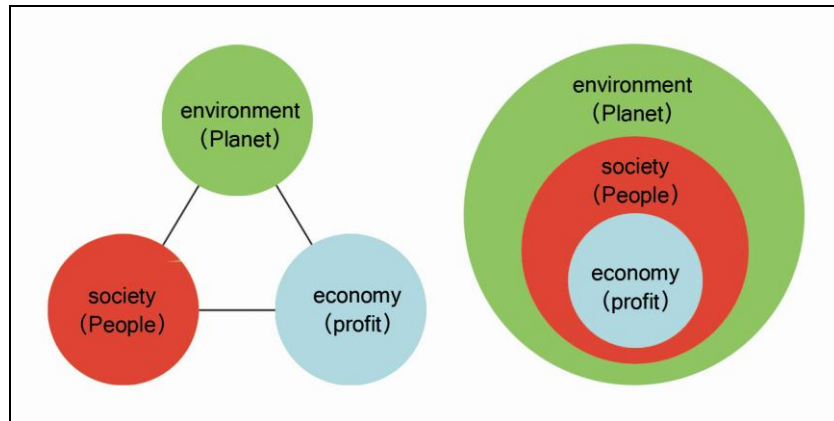 environment
(Planet)
society
(People)
economy
(profit)
environment
(Planet)
society
(People)
economy
(profit)